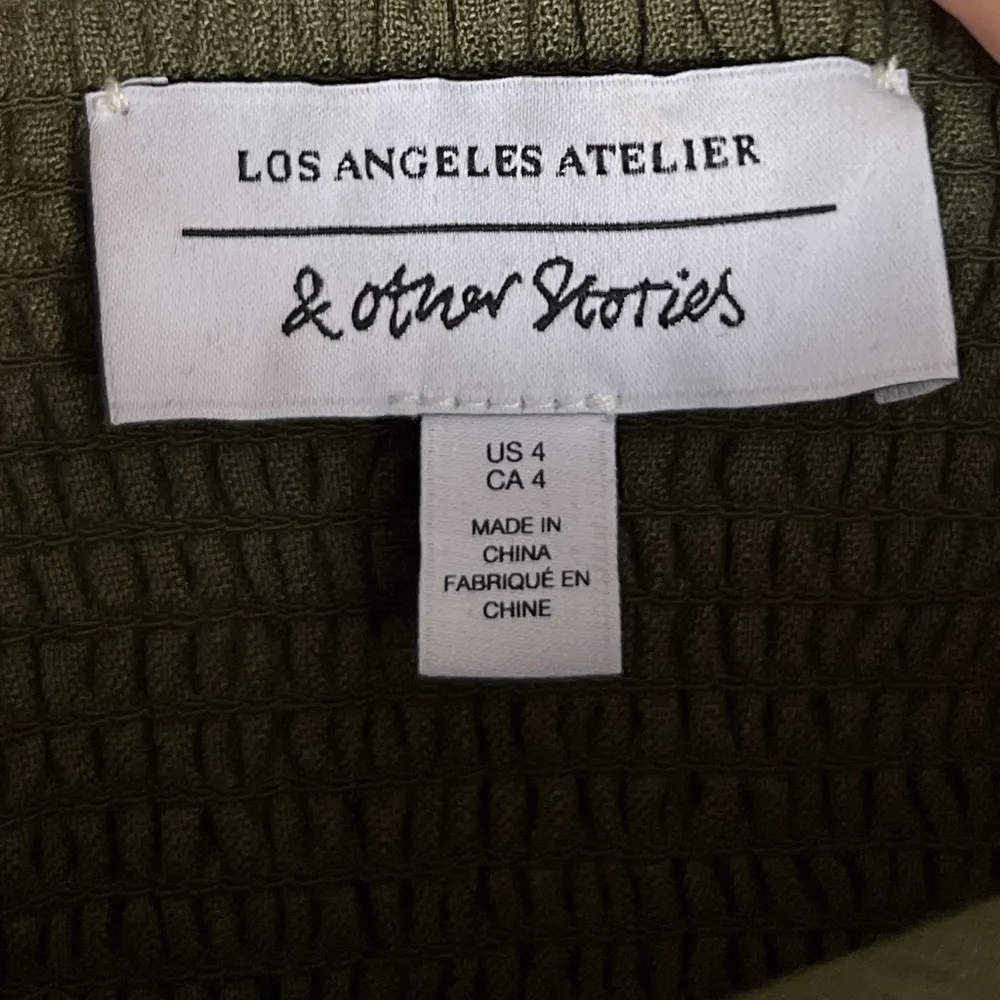 LOS ANGELES ATELIER
& other Stories
US 4
CA 4
MADE IN
CHINA
FABRIQUÉ EN
CHINE